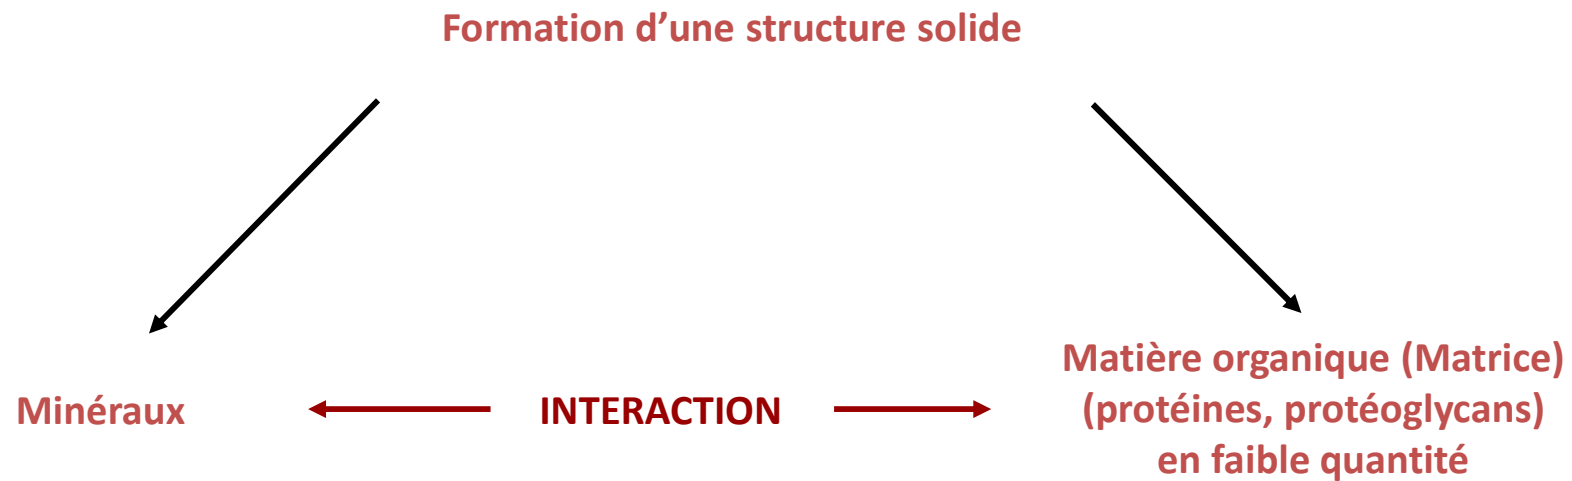 Formation d’une structure solide
Matière organique (Matrice)
Minéraux
INTERACTION
(protéines, protéoglycans)
en faible quantité